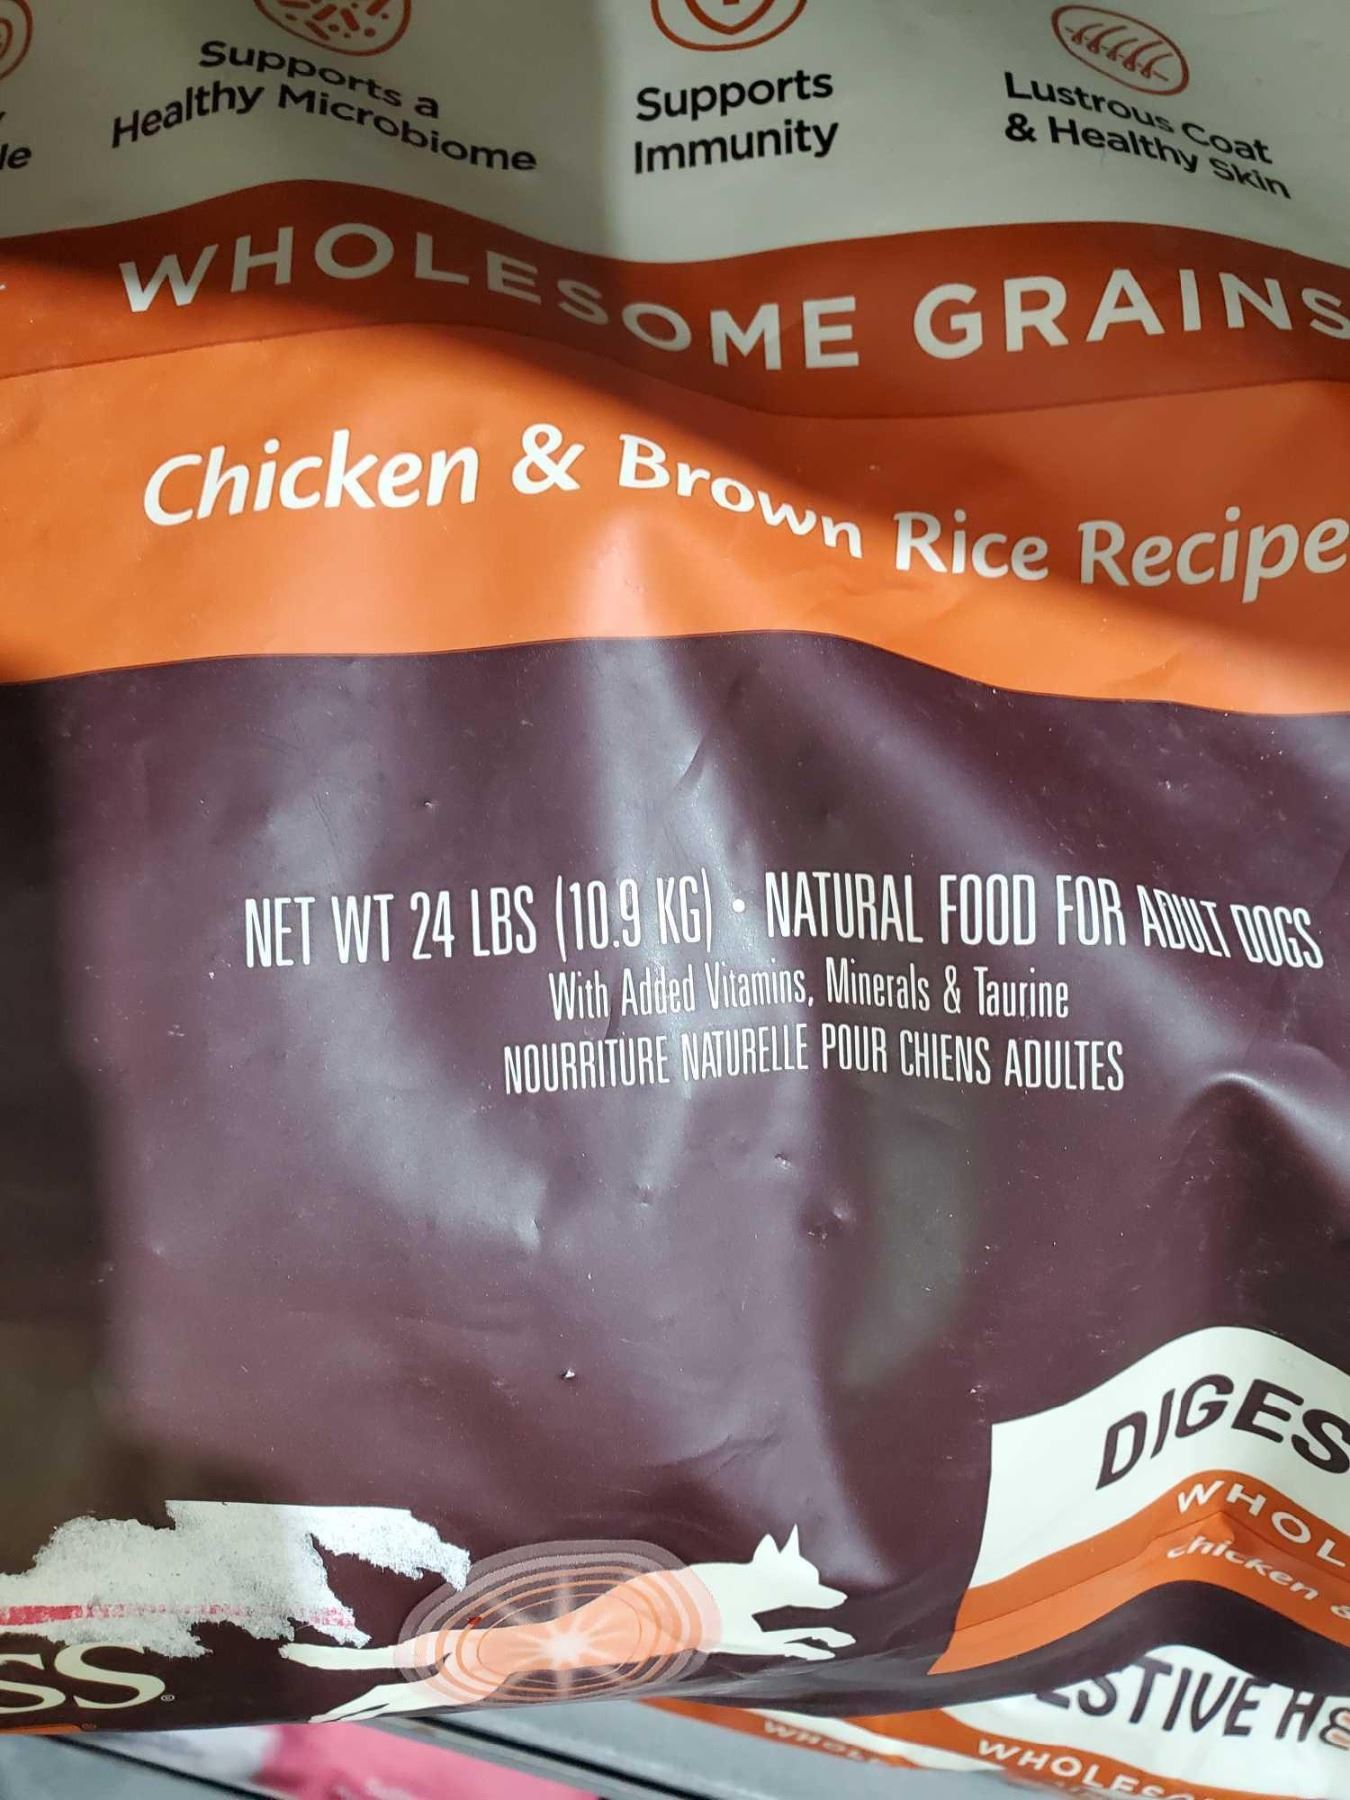 Supports a
Healthy Microbiome
Supports
Immunity
Lustrous Coat
& Healthy Skin
WHOLESOME GRAINS
Chicken & Brown Rice Recipe
NET WT 24 LBS (10.9 KG) • NATURAL FOOD FOR ADULT DOGS
With Added Vitamins, Minerals & Taurine
NOURRITURE NATURELLE POUR CHIENS ADULTES
DIGES
WHOL
chicken &
SS®
ESTIVE HE
WHOLESO